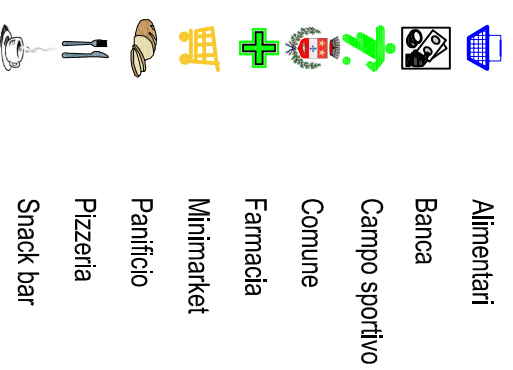 Alimentari
Banca
Campo sportivo
Comune
Farmacia
Minimarket
Panificio
Pizzeria
Snack bar